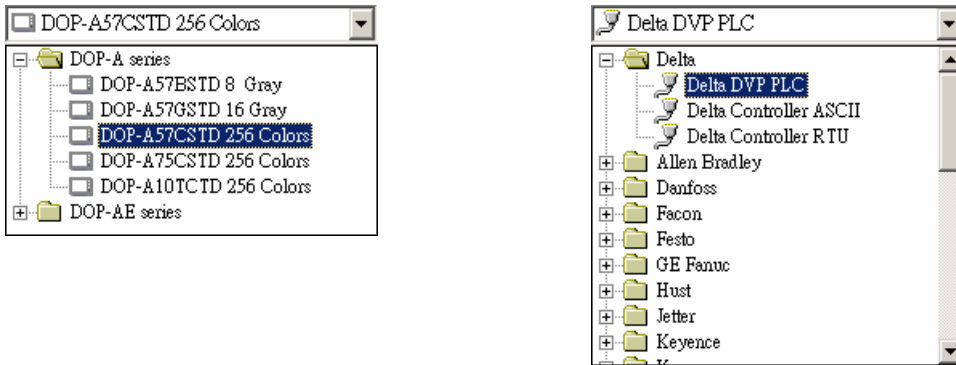 DOP-A57CSTD 256 Colors
DOP-A series
DOP-A57BSTD 8 Gray
DOP-A57GSTD 16 Gray
DOP-A57CSTD 256 Colors
DOP-A75CSTD 256 Colors
DOP-A10TCTD 256 Colors
DOP-AE series
Delta DVP PLC
Delta
Delta DVP PLC
Delta Controller ASCII
Delta Controller RTU
Allen Bradley
Danfoss
Facon
Festo
GE Fanuc
Hust
Jetter
Keyence